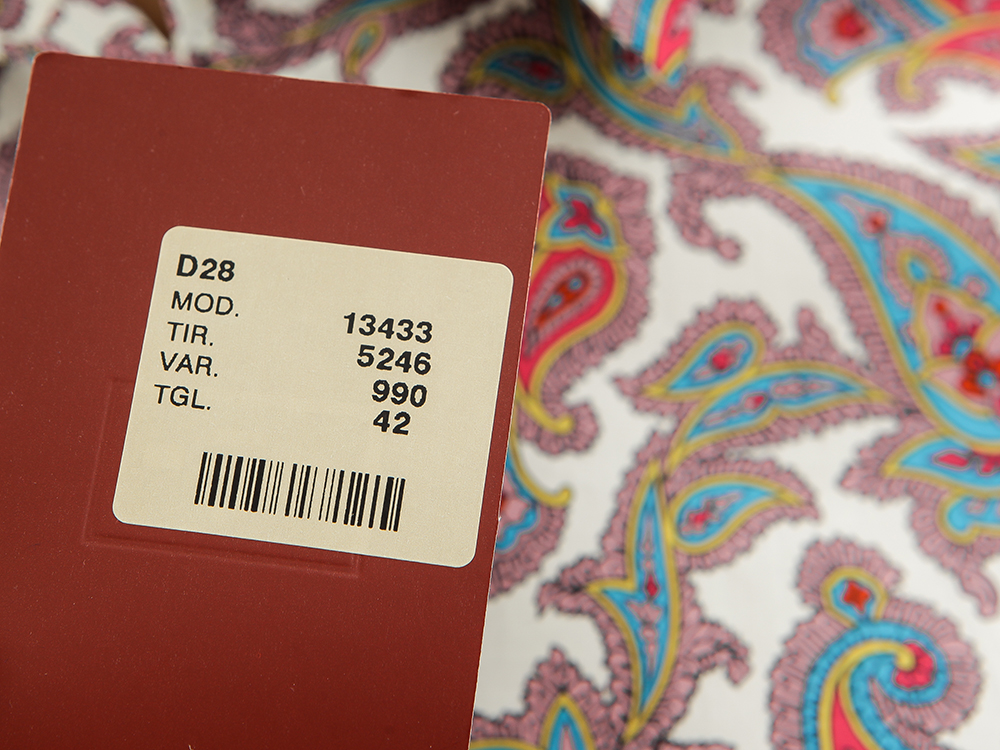 D28
MOD. 13433
TIR. 5246
VAR. 990
TGL. 42